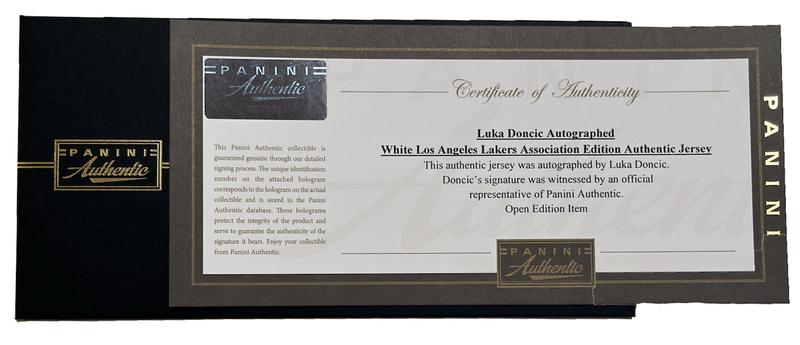 PANINI
Authentic
PANINI
Authentic
This Panini Authentic collectible is
guaranteed genuine through our detailed
signing process. The unique identification
number on the attached hologram
corresponds to the hologram on the actual
collectible and is stored in the Panini
Authentic database. These holograms
protect the integrity of the product and
serve to guarantee the authenticity of the
signature it bears. Enjoy your collectible
from Panini Authentic.
Certificate of Authenticity
Luka Doncic Autographed
White Los Angeles Lakers Association Edition Authentic Jersey
This authentic jersey was autographed by Luka Doncic.
Doncic's signature was witnessed by an official
representative of Panini Authentic.
Open Edition Item
PANINI
Authentic
PANINI